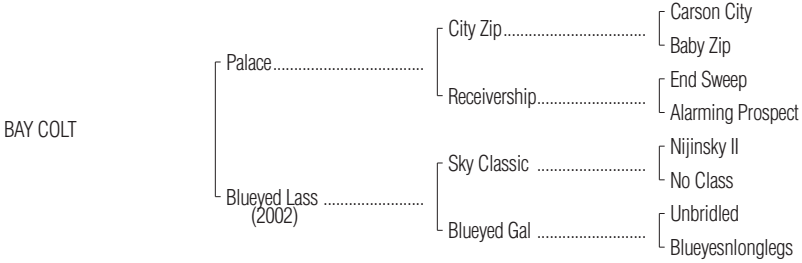 Carson City
City Zip
Baby Zip
Palace
End Sweep
Receivership
Alarming Prospect
BAY COLT
Nijinsky II
Sky Classic
No Class
Blueyed Lass
(2002)
Unbridled
Blueyed Gal
Blueyesnlonglegs